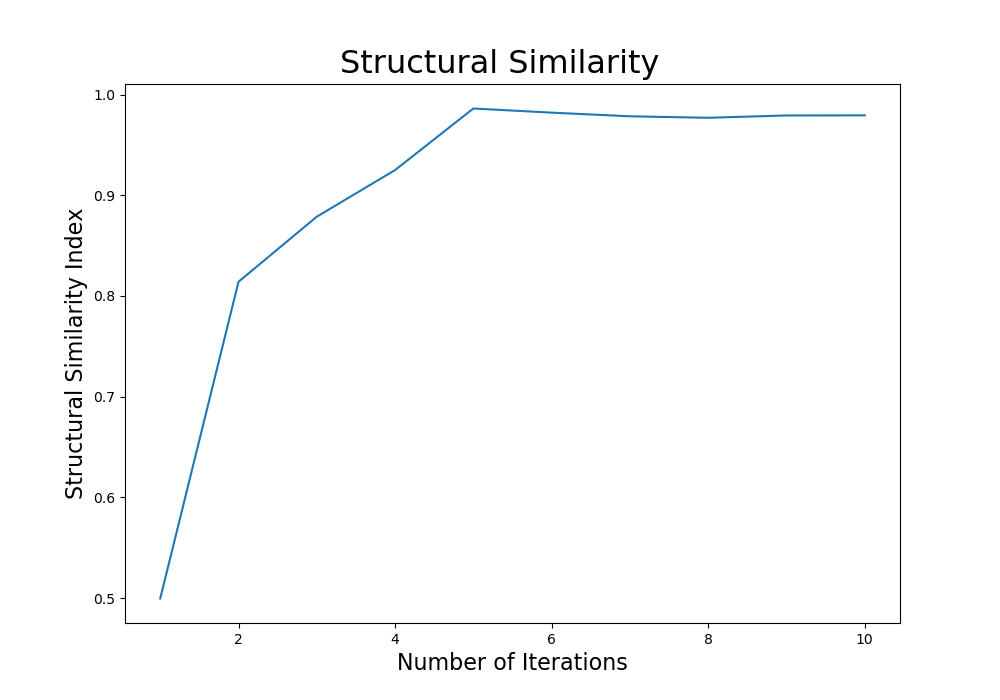 Structural Similarity
Structural Similarity Index
1.0
0.9
0.8
0.7
0.6
0.5
2 4 6 8 10
Number of Iterations